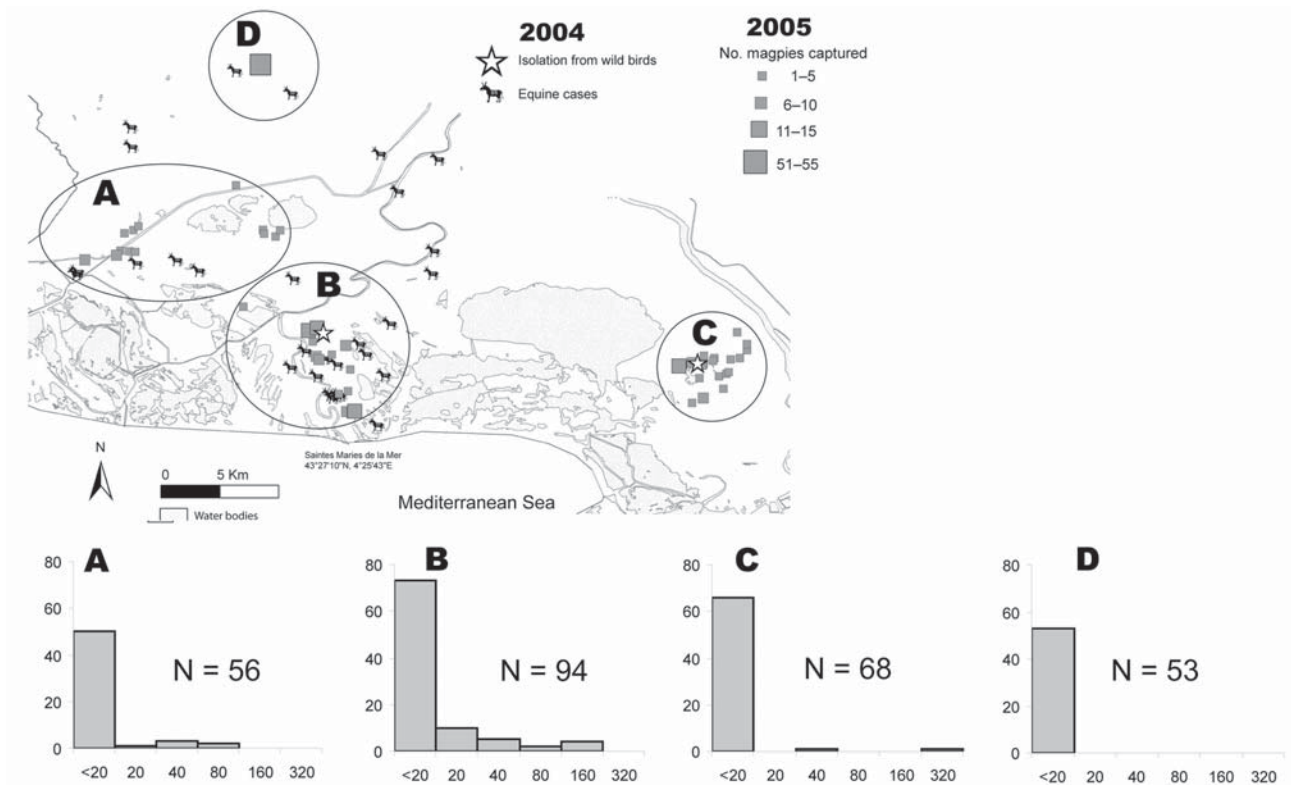 D
2004
Isolation from wild birds
Equine cases
2005
No. magpies captured
1–5
6–10
11–15
51–55
A
B
C
N
0 5 Km
Water bodies
Saintes Maries de la Mer
43°27'10"N, 4°25'43"E
Mediterranean Sea
A
80
60
40
20
0
N = 56
<20 20 40 80 160 320
B
80
60
40
20
0
N = 94
<20 20 40 80 160 320
C
80
60
40
20
0
N = 68
<20 20 40 80 160 320
D
80
60
40
20
0
N = 53
<20 20 40 80 160 320